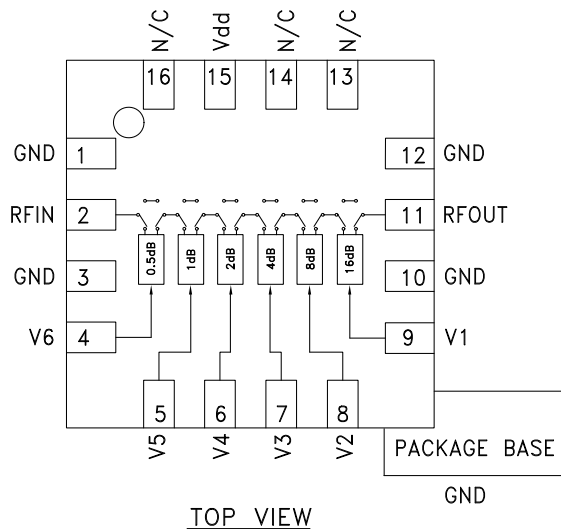 N/C Vdd N/C N/C
16 15 14 13
GND 1 12 GND
RFIN 2 11 RFOUT
0.5dB 1dB 2dB 4dB 8dB 16dB
GND 3 10 GND
V6 4 9 V1
5 6 7 8
V5 V4 V3 V2
PACKAGE BASE
GND
TOP VIEW